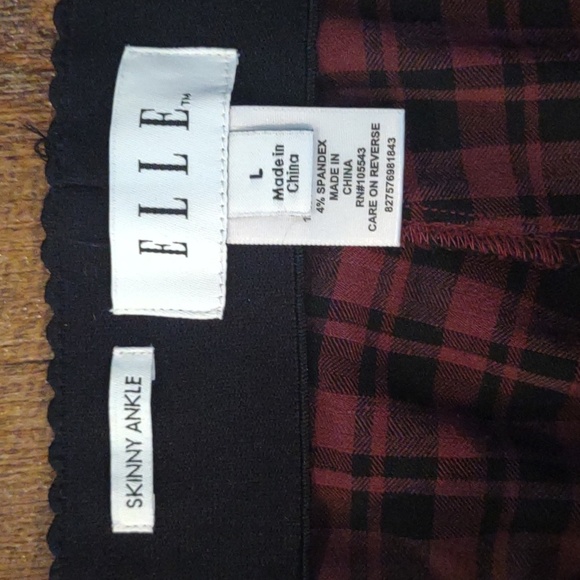 ELLE™
L
Made in
China
4% SPANDEX
MADE IN
CHINA
RN#105543
CARE ON REVERSE
827576981843
SKINNY ANKLE